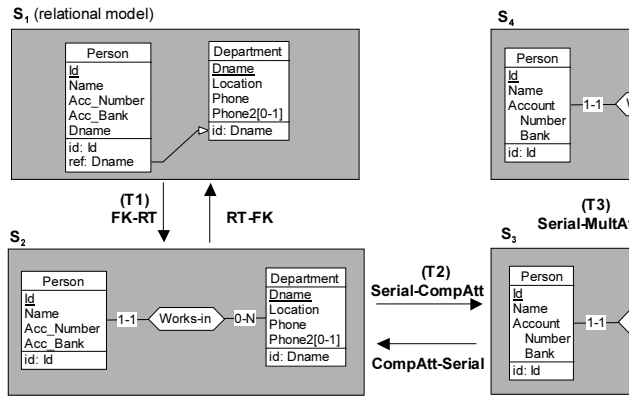 S1 (relational model)
Person
Id
Name
Acc_Number
Acc_Bank
Dname
id: Id
ref: Dname
Department
Dname
Location
Phone
Phone2[0-1]
id: Dname
S4
Person
Id
Name
Account
Number
Bank
id: Id
1-1
(T1)
FK-RT
RT-FK
(T3)
Serial-MultA
S2
Person
Id
Name
Acc_Number
Acc_Bank
id: Id
1-1
Works-in
0-N
Department
Dname
Location
Phone
Phone2[0-1]
id: Dname
(T2)
Serial-CompAtt
CompAtt-Serial
S3
Person
Id
Name
Account
Number
Bank
id: Id
1-1